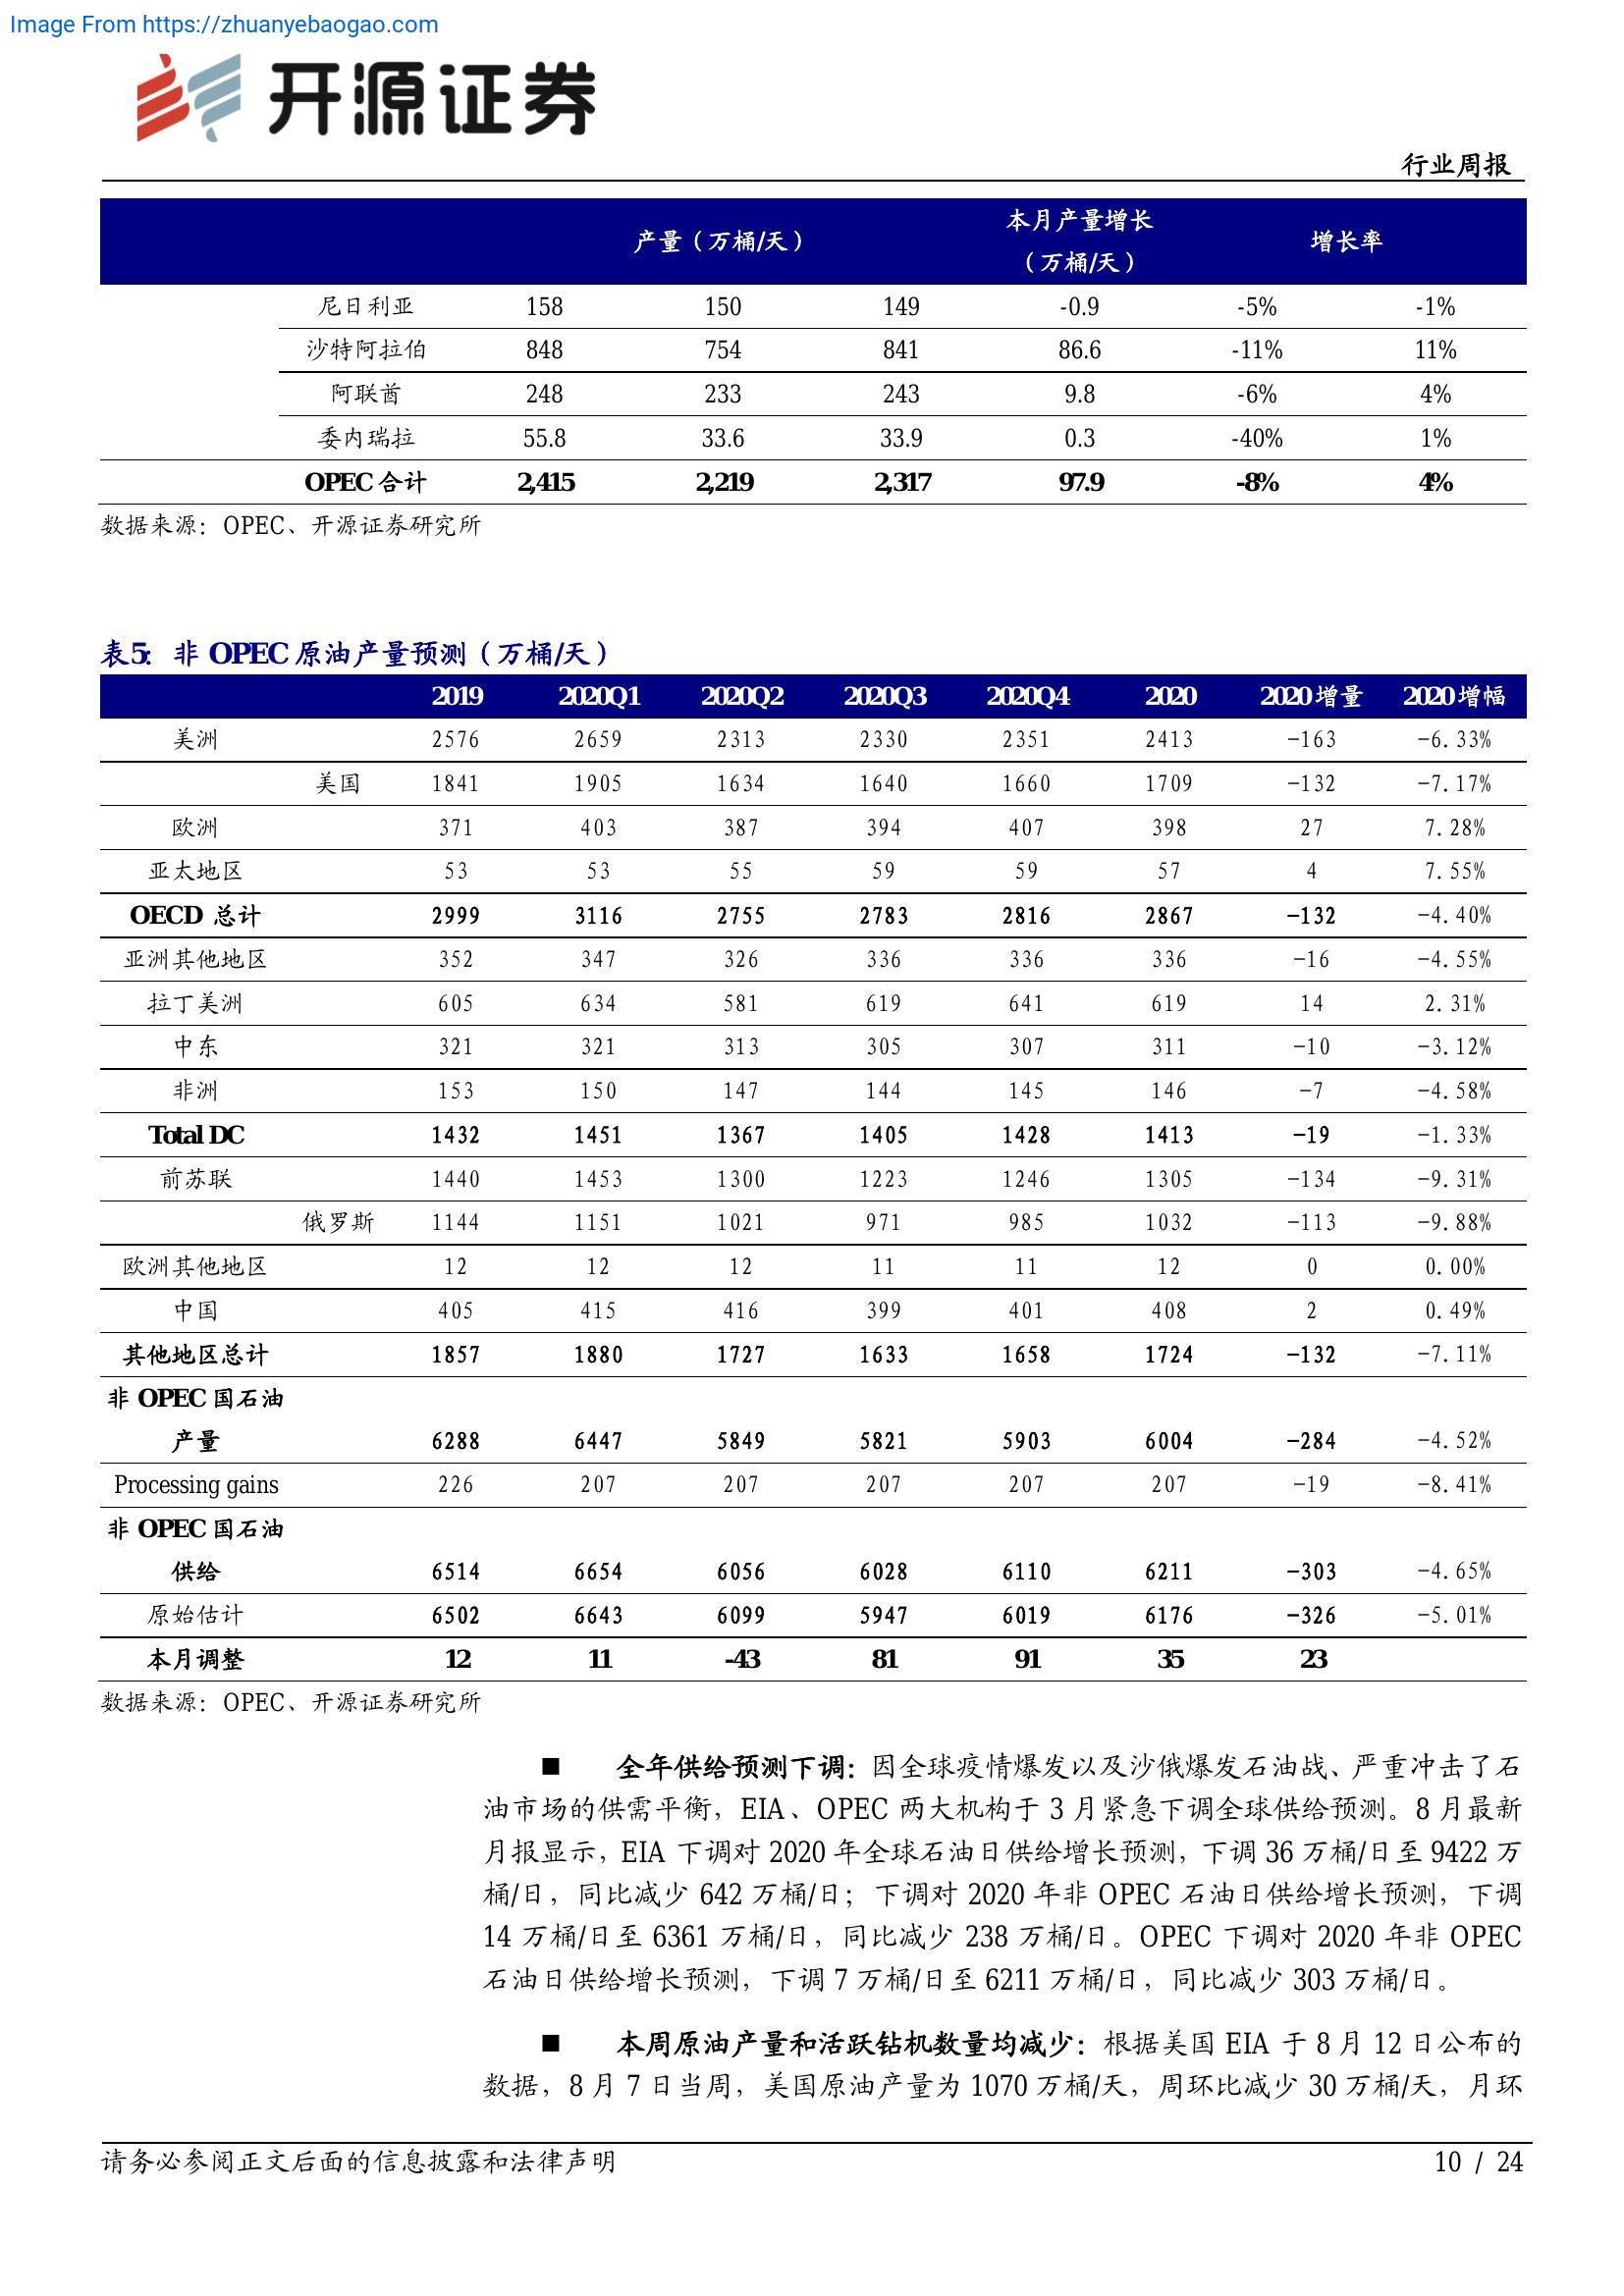 Image From https://zhuanyebaogao.com
开源证券
行业周报
产量（万桶/天） 本月产量增长（万桶/天） 增长率
尼日利亚 158 150 149 -0.9 -5% -1%
沙特阿拉伯 848 754 841 86.6 -11% 11%
阿联酋 248 233 243 9.8 -6% 4%
委内瑞拉 55.8 33.6 33.9 0.3 -40% 1%
OPEC 合计 2,415 2,219 2,317 97.9 -8% 4%
数据来源：OPEC、开源证券研究所
表5：非 OPEC 原油产量预测（万桶/天）
2019 2020Q1 2020Q2 2020Q3 2020Q4 2020 2020 增量 2020 增幅
美洲 2576 2659 2313 2330 2351 2413 -163 -6.33%
美国 1841 1905 1634 1640 1660 1709 -132 -7.17%
欧洲 371 403 387 394 407 398 27 7.28%
亚太地区 53 53 55 59 59 57 4 7.55%
OECD 总计 2999 3116 2755 2783 2816 2867 -132 -4.40%
亚洲其他地区 352 347 326 336 336 336 -16 -4.55%
拉丁美洲 605 634 581 619 641 619 14 2.31%
中东 321 321 313 305 307 311 -10 -3.12%
非洲 153 150 147 144 145 146 -7 -4.58%
Total DC 1432 1451 1367 1405 1428 1413 -19 -1.33%
前苏联 1440 1453 1300 1223 1246 1305 -134 -9.31%
俄罗斯 1144 1151 1021 971 985 1032 -113 -9.88%
欧洲其他地区 12 12 12 11 11 12 0 0.00%
中国 405 415 416 399 401 408 2 0.49%
其他地区总计 1857 1880 1727 1633 1658 1724 -132 -7.11%
非 OPEC 国石油
产量 6288 6447 5849 5821 5903 6004 -284 -4.52%
Processing gains 226 207 207 207 207 207 -19 -8.41%
非 OPEC 国石油
供给 6514 6654 6056 6028 6110 6211 -303 -4.65%
原始估计 6502 6643 6099 5947 6019 6176 -326 -5.01%
本月调整 12 11 -43 81 91 35 23
数据来源：OPEC、开源证券研究所
■ 全年供给预测下调：因全球疫情爆发以及沙俄爆发石油战、严重冲击了石
油市场的供需平衡，EIA、OPEC 两大机构于 3 月紧急下调全球供给预测。8 月最新
月报显示，EIA 下调对 2020 年全球石油日供给增长预测，下调 36 万桶/日至 9422 万
桶/日，同比减少 642 万桶/日；下调对 2020 年非 OPEC 石油日供给增长预测，下调
14 万桶/日至 6361 万桶/日，同比减少 238 万桶/日。OPEC 下调对 2020 年非 OPEC
石油日供给增长预测，下调 7 万桶/日至 6211 万桶/日，同比减少 303 万桶/日。
■ 本周原油产量和活跃钻机数量均减少：根据美国 EIA 于 8 月 12 日公布的
数据，8 月 7 日当周，美国原油产量为 1070 万桶/天，周环比减少 30 万桶/天，月环
请务必参阅正文后面的信息披露和法律声明 10 / 24